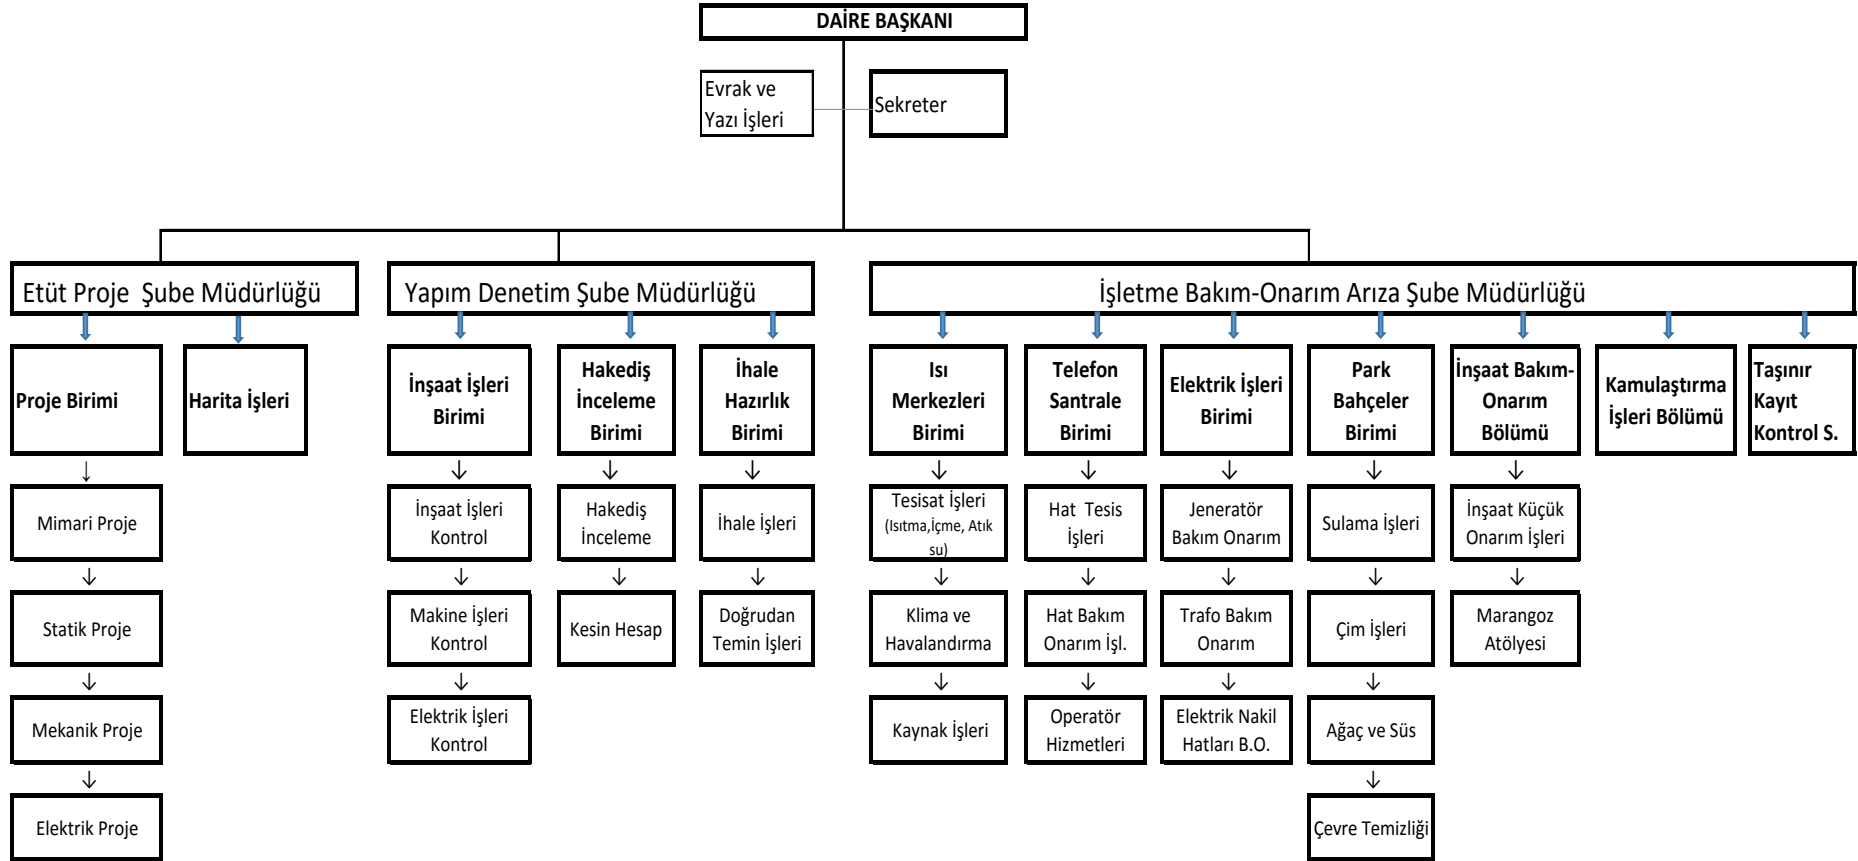 DAİRE BAŞKANI
Evrak ve
Yazı İşleri
Sekreter
Etüt Proje Şube Müdürlüğü
Yapım Denetim Şube Müdürlüğü
İşletme Bakım-Onarım Arıza Şube Müdürlüğü
Proje Birimi
Harita İşleri
İnşaat İşleri
Birimi
Hakediş
İnceleme
Birimi
İhale
Hazırlık
Birimi
Isı
Merkezleri
Birimi
Telefon
Santrale
Birimi
Elektrik İşleri
Birimi
Park
Bahçeler
Birimi
İnşaat Bakım-
Onarım
Bölümü
Kamulaştırma
İşleri Bölümü
Taşınır
Kayıt
Kontrol S.
Mimari Proje
İnşaat İşleri
Kontrol
Hakediş
İnceleme
İhale İşleri
Tesisat İşleri
(Isıtma,İçme, Atık
su)
Hat Tesis
İşleri
Jeneratör
Bakım Onarım
Sulama İşleri
İnşaat Küçük
Onarım İşleri
Statik Proje
Makine İşleri
Kontrol
Kesin Hesap
Doğrudan
Temin İşleri
Klima ve
Havalandırma
Hat Bakım
Onarım İşl.
Trafo Bakım
Onarım
Çim İşleri
Marangoz
Atölyesi
Mekanik Proje
Elektrik İşleri
Kontrol
Kaynak İşleri
Operatör
Hizmetleri
Elektrik Nakil
Hatları B.O.
Ağaç ve Süs
Elektrik Proje
Çevre Temizliği